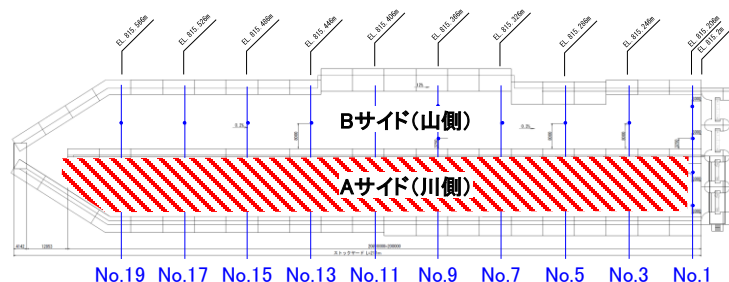 EL 815.566m
EL 815.526m
EL 815.486m
EL 815.446m
EL 815.406m
EL 815.366m
EL 815.326m
EL 815.286m
EL 815.246m
EL 815.206m
EL 815.2m
Bサイド(山側)
Aサイド(川側)
No.19
No.17
No.15
No.13
No.11
No.9
No.7
No.5
No.3
No.1